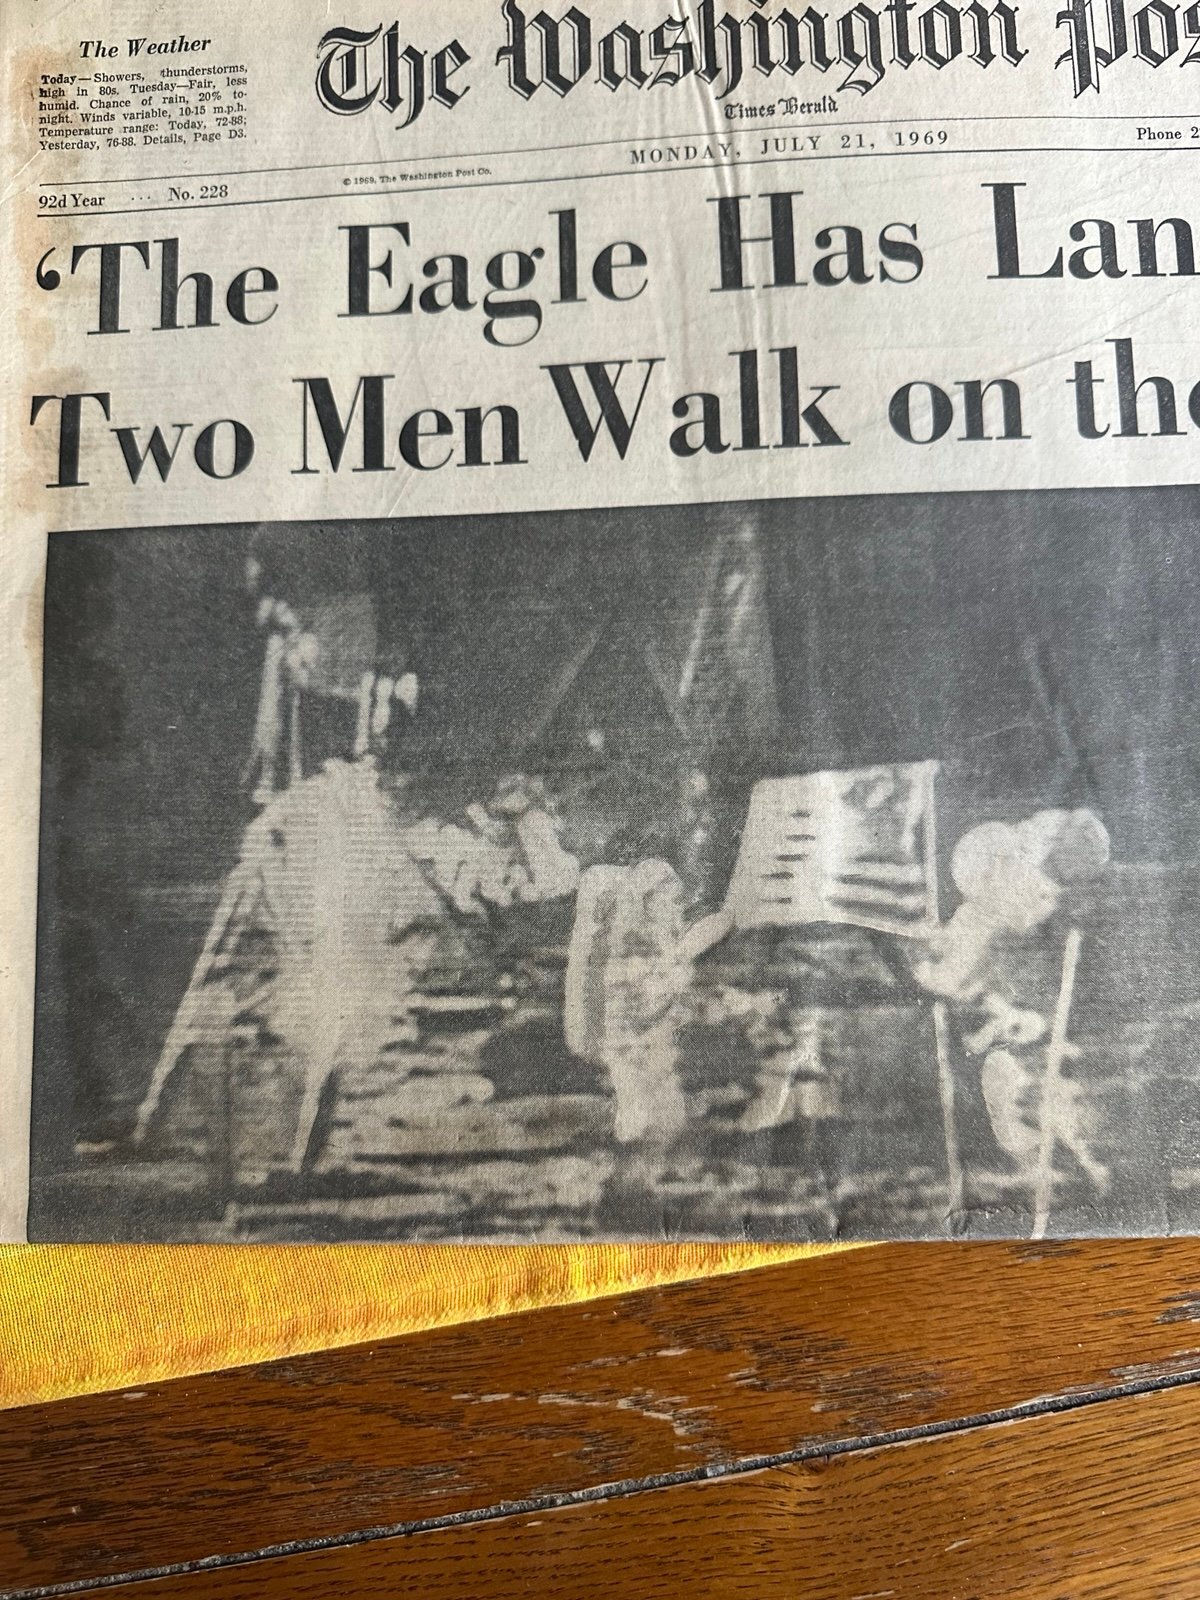 The Weather
Today—Showers, thunderstorms,
high in 80s. Tuesday—Fair, less
humid. Chance of rain, 20% to-
night. Winds variable, 10-15 m.p.h.
Temperature range: Today, 72-88;
Yesterday, 76-88. Details, Page D3.
The Washington Pos
Times Herald
92d Year ... No. 228
© 1969, The Washington Post Co.
MONDAY, JULY 21, 1969
Phone 2
‘The Eagle Has Lan
Two Men Walk on the